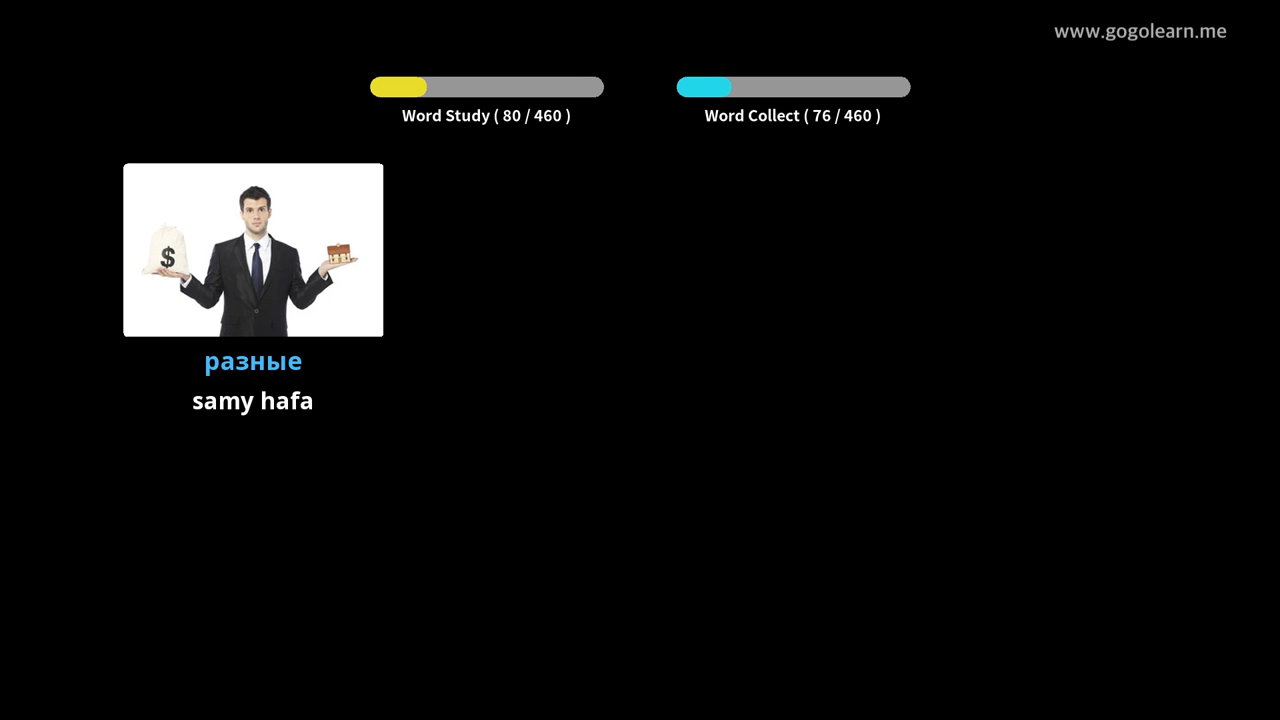 www.gogolearn.me
Word Study ( 80 / 460 )
Word Collect ( 76 / 460 )
$
разные
samy hafa